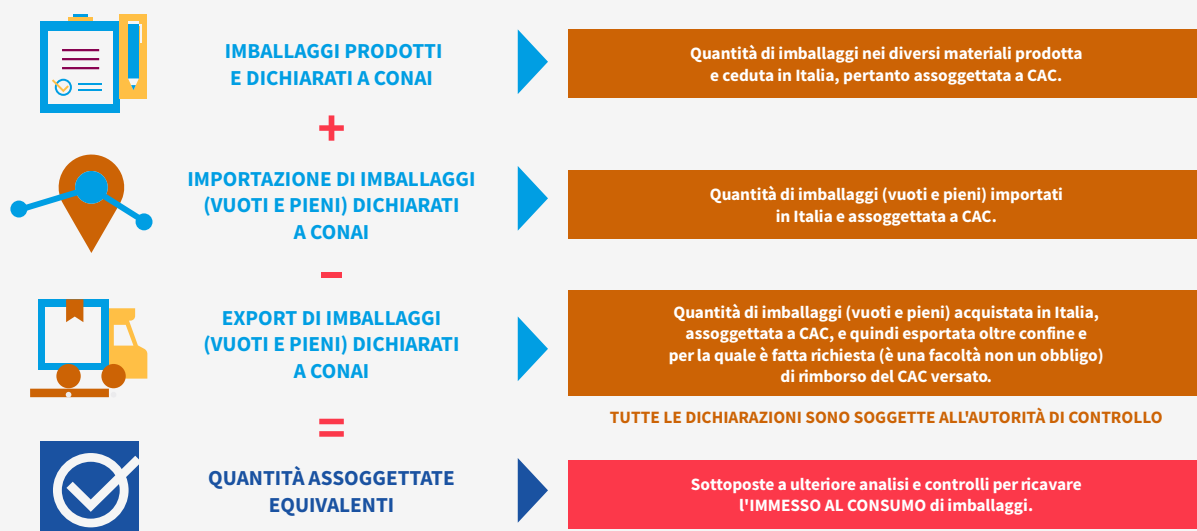 IMBALLAGGI PRODOTTI
E DICHIARATI A CONAI
Quantità di imballaggi nei diversi materiali prodotta
e ceduta in Italia, pertanto assoggettata a CAC.
+
IMPORTAZIONE DI IMBALLAGGI
(VUOTI E PIENI) DICHIARATI
A CONAI
Quantità di imballaggi (vuoti e pieni) importati
in Italia e assoggettata a CAC.
–
EXPORT DI IMBALLAGGI
(VUOTI E PIENI) DICHIARATI
A CONAI
Quantità di imballaggi (vuoti e pieni) acquistata in Italia,
assoggettata a CAC, e quindi esportata oltre confine e
per la quale è fatta richiesta (è una facoltà non un obbligo)
di rimborso del CAC versato.
TUTTE LE DICHIARAZIONI SONO SOGGETTE ALL'AUTORITÀ DI CONTROLLO
=
QUANTITÀ ASSOGGETTATE
EQUIVALENTI
Sottoposte a ulteriore analisi e controlli per ricavare
l'IMMESSO AL CONSUMO di imballaggi.